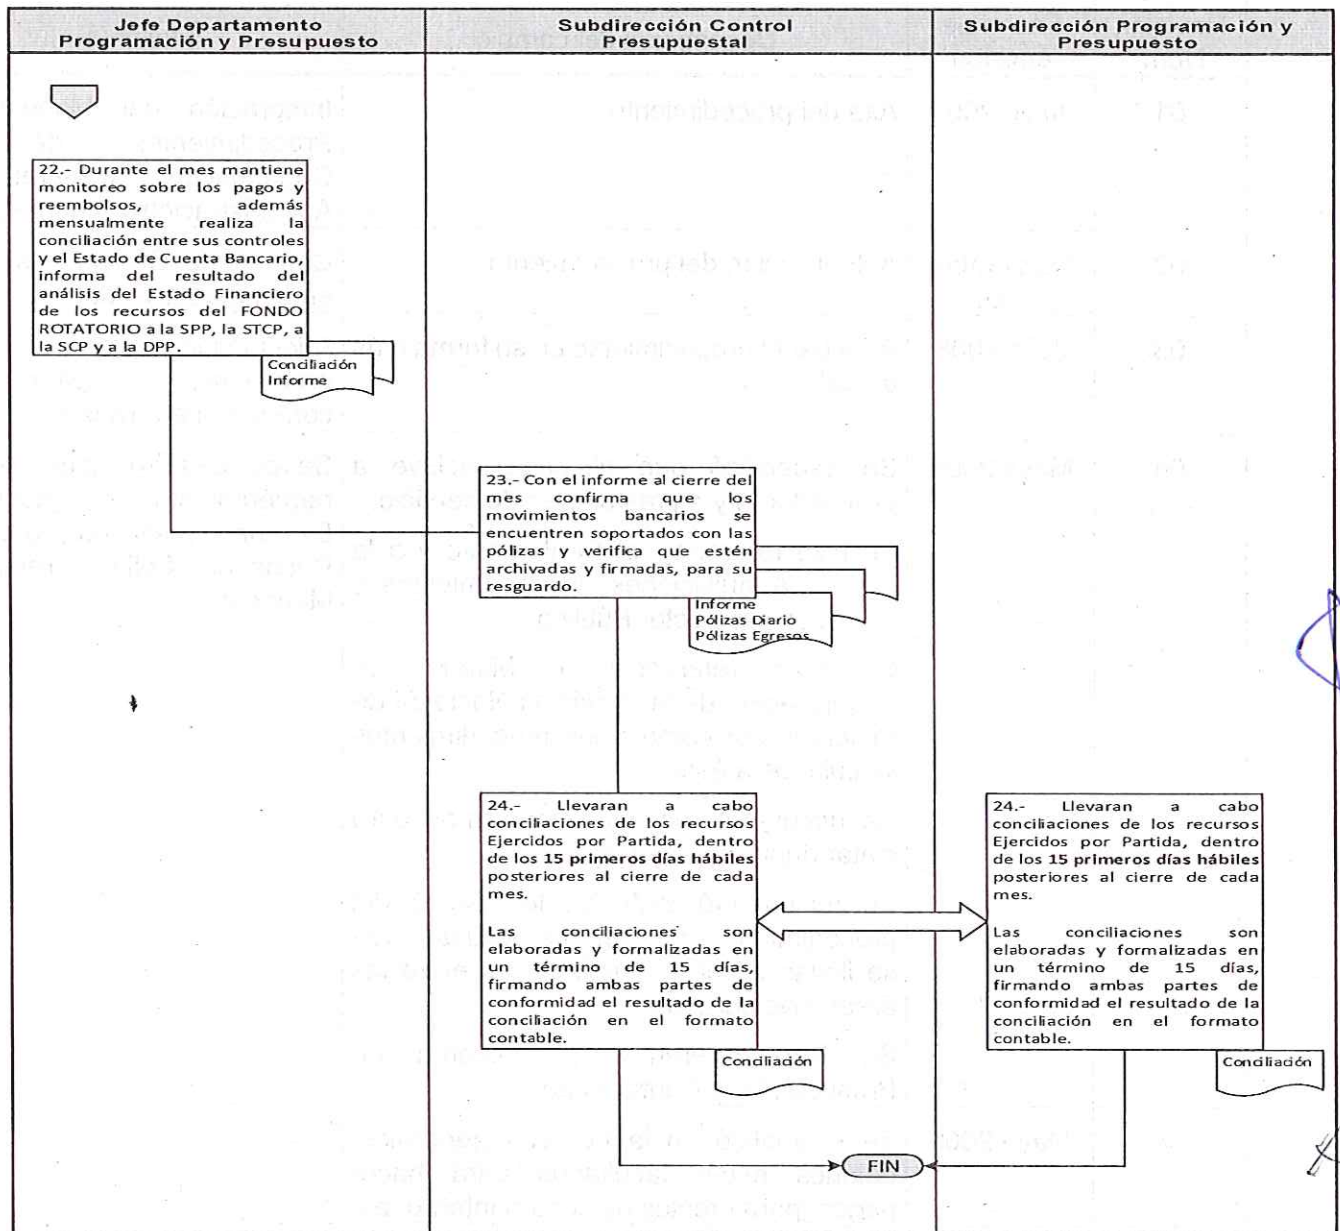 Jefe Departamento
Programación y Presupuesto
Subdirección Control
Presupuestal
Subdirección Programación y
Presupuesto
22.- Durante el mes mantiene
monitoreo sobre los pagos y
reembolsos, además
mensualmente realiza la
conciliación entre sus controles
y el Estado de Cuenta Bancario,
informa del resultado del
análisis del Estado Financiero
de los recursos del FONDO
ROTATORIO a la SPP, la STCP, a
la SCP y a la DPP.
Conciliación
Informe
23.- Con el informe al cierre del
mes confirma que los
movimientos bancarios se
encuentren soportados con las
pólizas y verifica que estén
archivadas y firmadas, para su
resguardo.
Informe
Pólizas Diario
Pólizas Egresos
24.- Llevaran a cabo
conciliaciones de los recursos
Ejercidos por Partida, dentro
de los 15 primeros días hábiles
posteriores al cierre de cada
mes.
Las conciliaciones son
elaboradas y formalizadas en
un término de 15 días,
firmando ambas partes de
conformidad el resultado de la
conciliación en el formato
contable.
Conciliación
24.- Llevaran a cabo
conciliaciones de los recursos
Ejercidos por Partida, dentro
de los 15 primeros días hábiles
posteriores al cierre de cada
mes.
Las conciliaciones son
elaboradas y formalizadas en
un término de 15 días,
firmando ambas partes de
conformidad el resultado de la
conciliación en el formato
contable.
Conciliación
FIN